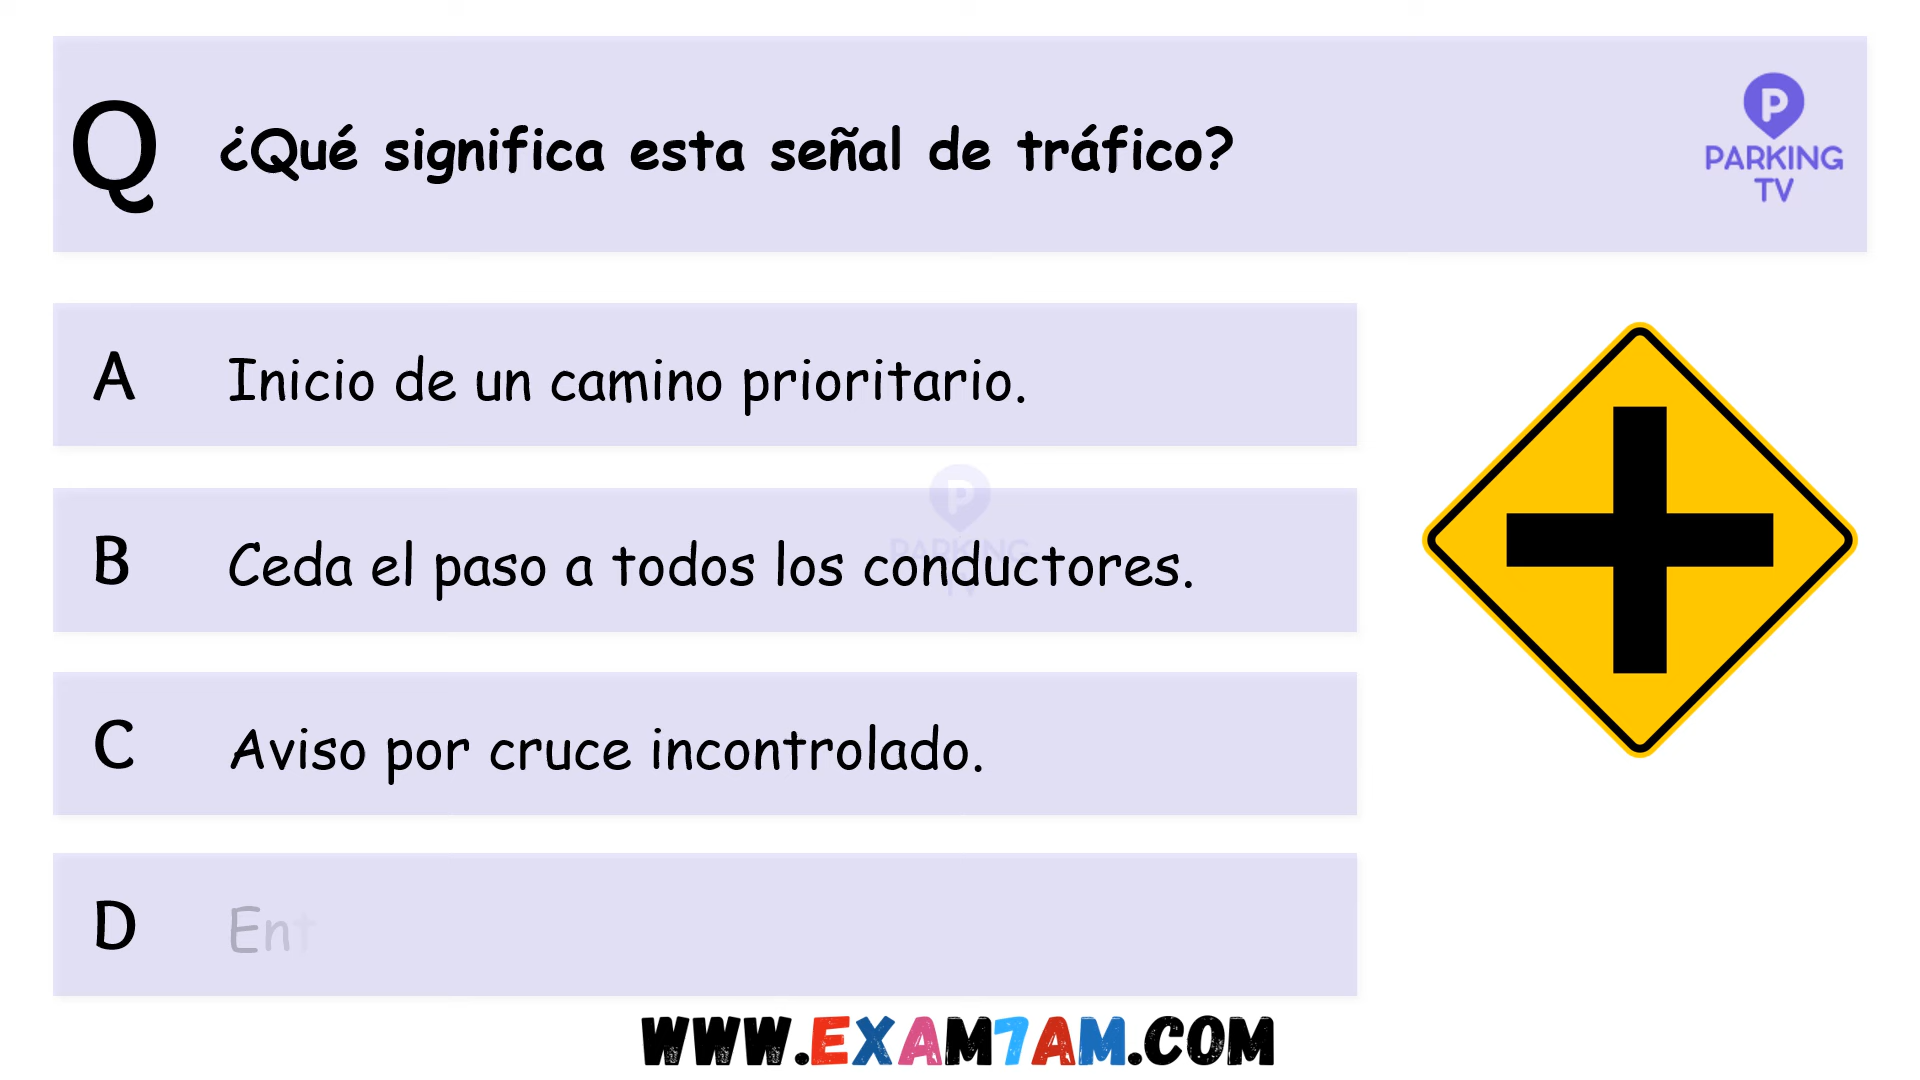 Q ¿Qué significa esta señal de tráfico?
PARKING
TV
A Inicio de un camino prioritario.
B Ceda el paso a todos los conductores.
C Aviso por cruce incontrolado.
D Ent
WWW.EXAM7AM.COM